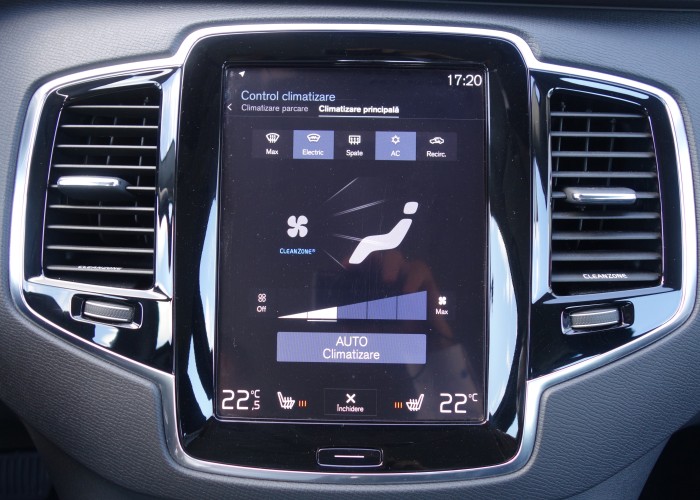 17:20
Control climatizare
Climatizare parcare Climatizare principală
Max Electric Spate AC Recirc.
CLEANZONE®
Off Max
AUTO
Climatizare
22,5°C Închidere 22°C
CLEANZONE
CLEANZONE